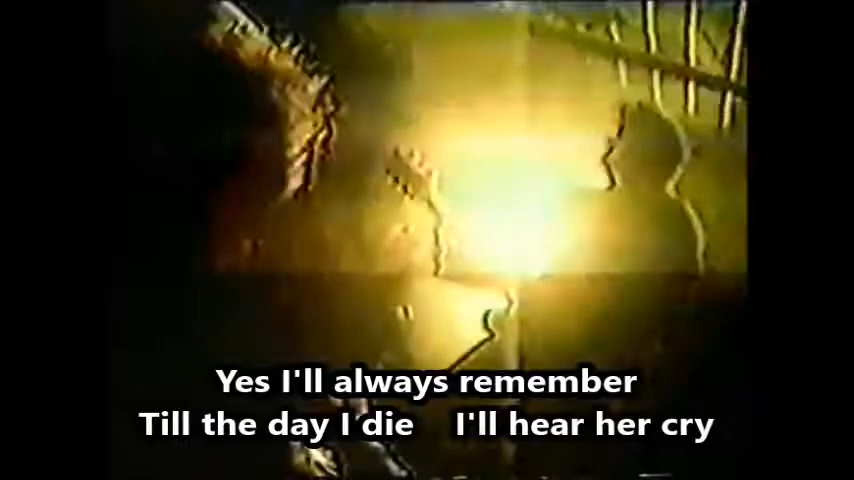 Yes I'll always remember
Till the day I die    I'll hear her cry